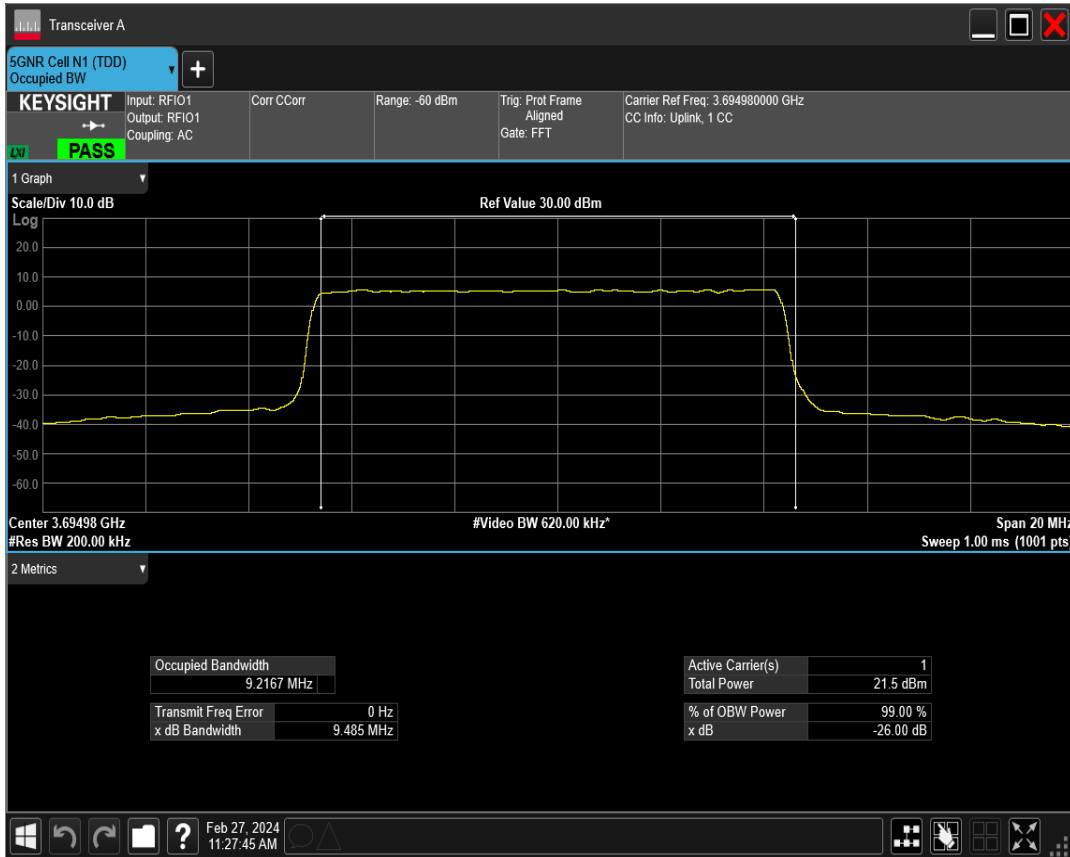 Transceiver A
5GNR Cell N1 (TDD)
Occupied BW
+
KEYSIGHT
LXI
PASS
Input: RFIO1
Output: RFIO1
Coupling: AC
Corr CCorr
Range: -60 dBm
Trig: Prot Frame
Aligned
Gate: FFT
Carrier Ref Freq: 3.694980000 GHz
CC Info: Uplink, 1 CC
1 Graph
Scale/Div 10.0 dB
Ref Value 30.00 dBm
Log
20.0
10.0
0.00
-10.0
-20.0
-30.0
-40.0
-50.0
-60.0
Center 3.69498 GHz
#Video BW 620.00 kHz*
Span 20 MHz
#Res BW 200.00 kHz
Sweep 1.00 ms (1001 pts)
2 Metrics
Occupied Bandwidth
9.2167 MHz
Transmit Freq Error 0 Hz
x dB Bandwidth 9.485 MHz
Active Carrier(s) 1
Total Power 21.5 dBm
% of OBW Power 99.00 %
x dB -26.00 dB
?
Feb 27, 2024
11:27:45 AM